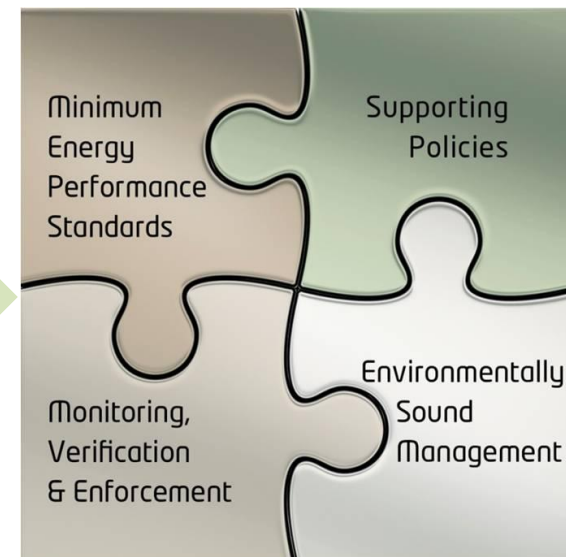 Minimum
Energy
Performance
Standards
Supporting
Policies
Monitoring,
Verification
& Enforcement
Environmentally
Sound
Management